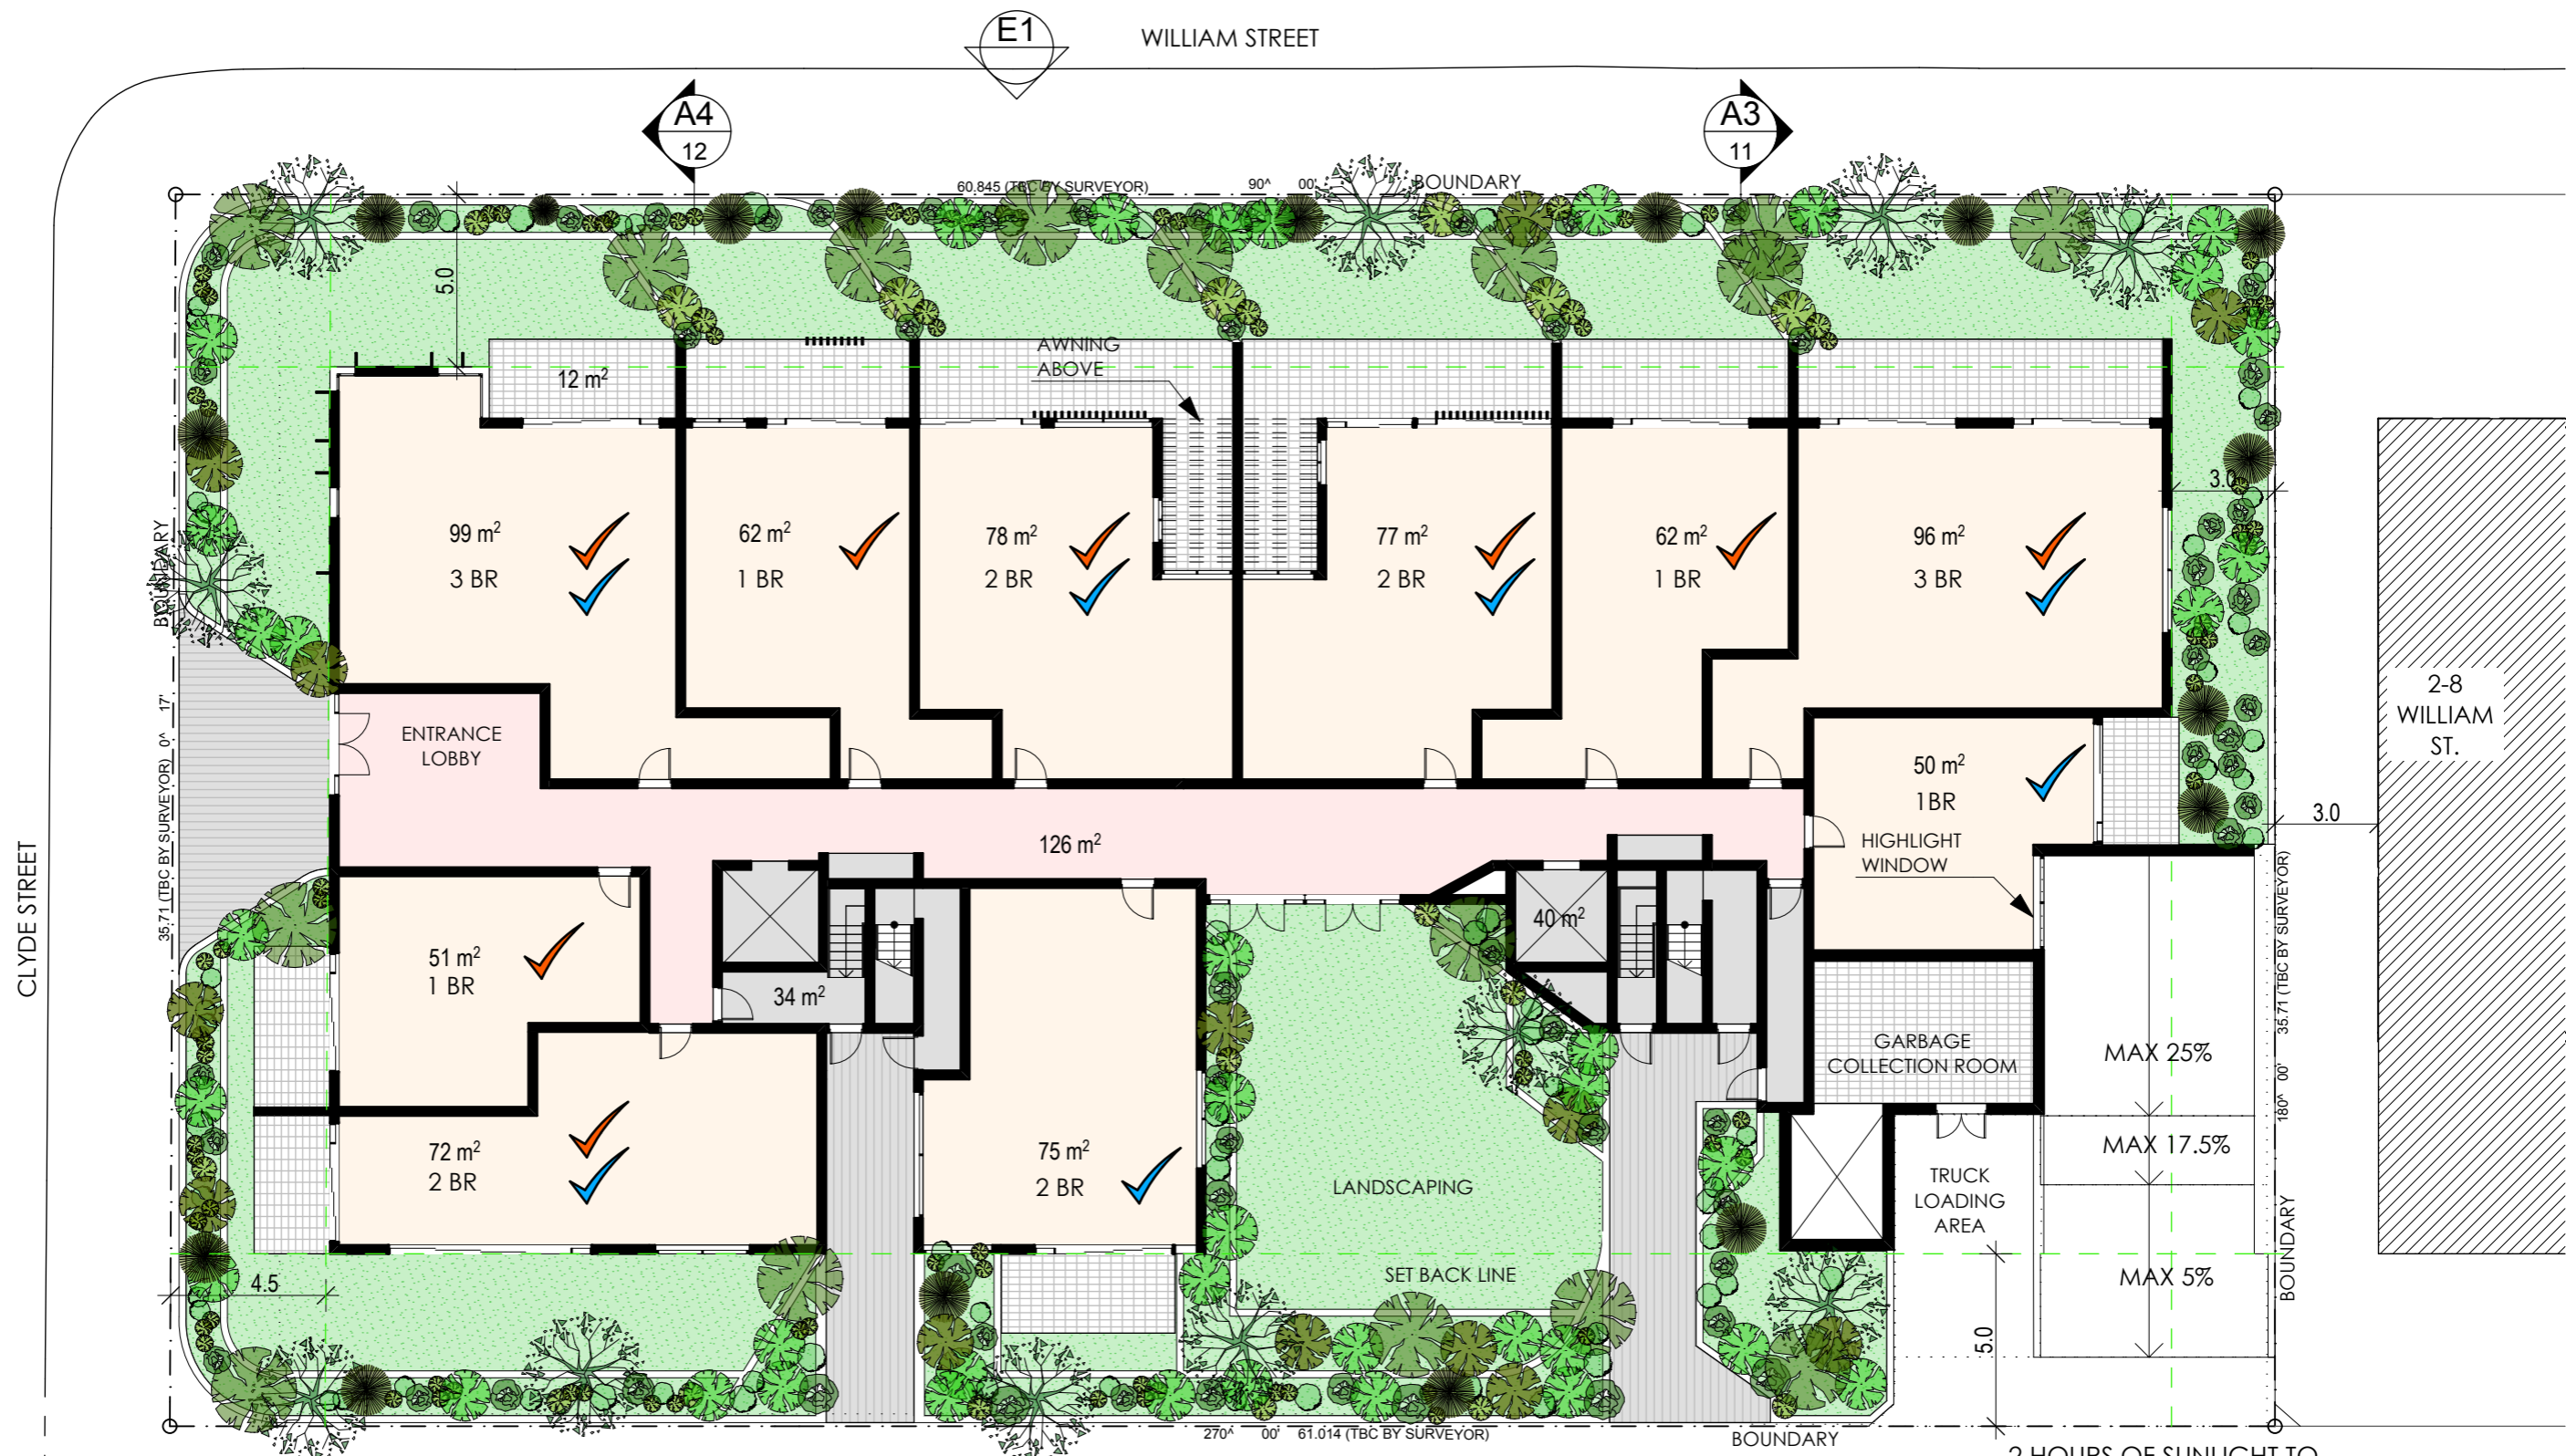 E1
WILLIAM STREET
A4
12
A3
11
60.845 (TBC BY SURVEYOR)
90^ 00'
BOUNDARY
5.0
AWNING
ABOVE
12 m²
3.0
99 m²
3 BR
62 m²
1 BR
78 m²
2 BR
77 m²
2 BR
62 m²
1 BR
96 m²
3 BR
BOUNDARY
2-8
WILLIAM
ST.
35.71 (TBC BY SURVEYOR) 0^ 17'
ENTRANCE
LOBBY
50 m²
1BR
3.0
126 m²
HIGHLIGHT
WINDOW
CLYDE STREET
51 m²
1 BR
34 m²
40 m²
180^ 00' 35.71 (TBC BY SURVEYOR)
GARBAGE
COLLECTION ROOM
MAX 25%
72 m²
2 BR
75 m²
2 BR
MAX 17.5%
LANDSCAPING
TRUCK
LOADING
AREA
4.5
SET BACK LINE
MAX 5%
BOUNDARY
5.0
270^ 00' 61.014 (TBC BY SURVEYOR)
BOUNDARY
2 HOURS OF SUNLIGHT TO